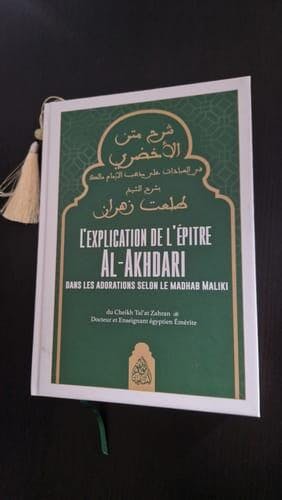 شرح متن
الأخضري
في العبادات على مذهب الإمام مالك
بشرح الشيخ
طلعت زهران
L'EXPLICATION DE L'ÉPITRE
AL-AKHDARI
DANS LES ADORATIONS SELON LE MADHAB MALIKI
du Cheikh Tal'at Zahran
Docteur et Enseignant égyptien Émérite